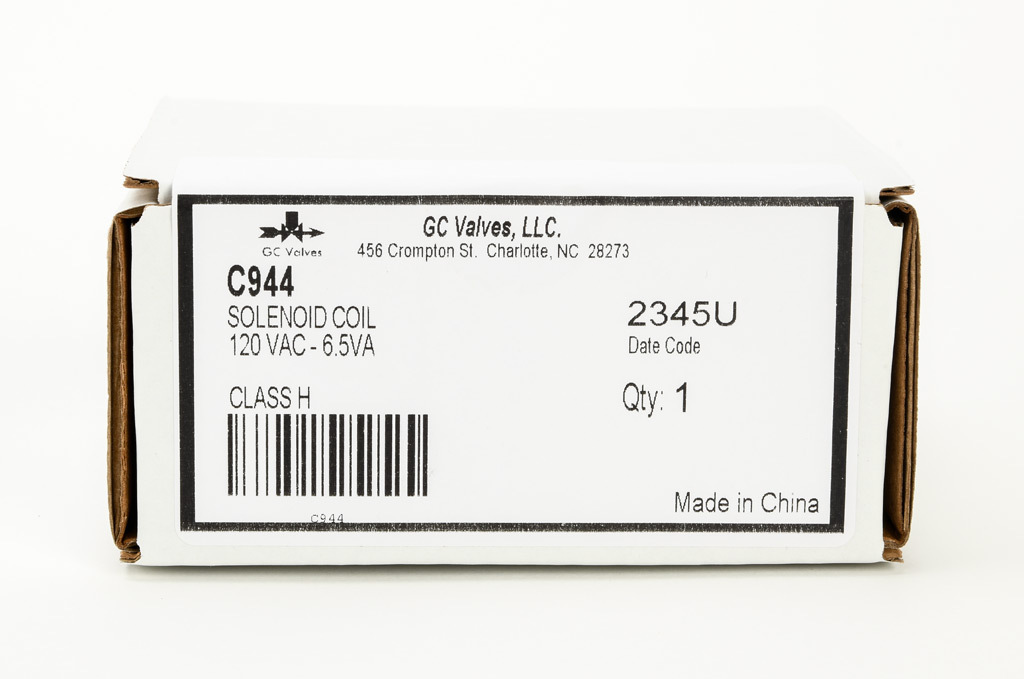 GC Valves
GC Valves, LLC.
456 Crompton St. Charlotte, NC 28273
C944
SOLENOID COIL
120 VAC - 6.5VA
2345U
Date Code
CLASS H
Qty: 1
C944
Made in China